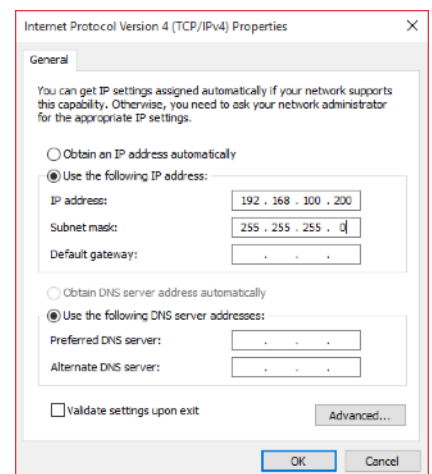 Internet Protocol Version 4 (TCP/IPv4) Properties
General
You can get IP settings assigned automatically if your network supports
this capability. Otherwise, you need to ask your network administrator
for the appropriate IP settings.
Obtain an IP address automatically
Use the following IP address:
IP address: 192 . 168 . 100 . 200
Subnet mask: 255 . 255 . 255 . 0
Default gateway: . . .
Obtain DNS server address automatically
Use the following DNS server addresses:
Preferred DNS server: . . .
Alternate DNS server: . . .
Validate settings upon exit
Advanced...
OK Cancel